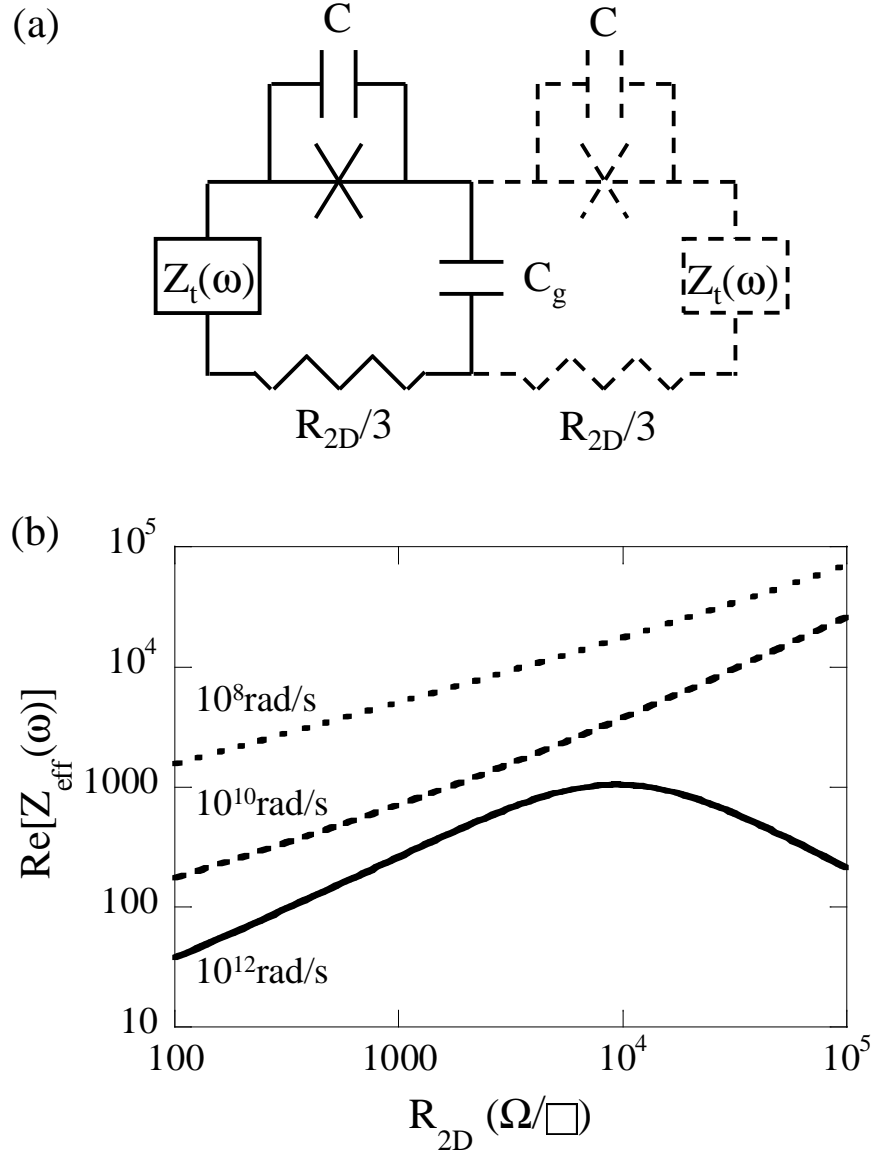 (a)
C C
Z_t(ω) C_g Z_t(ω)
R_2D/3 R_2D/3
(b)
Re[Z_eff(ω)]
10^5
10^4
1000
100
10
10^8rad/s
10^10rad/s
10^12rad/s
100 1000 10^4 10^5
R_2D (Ω/□)